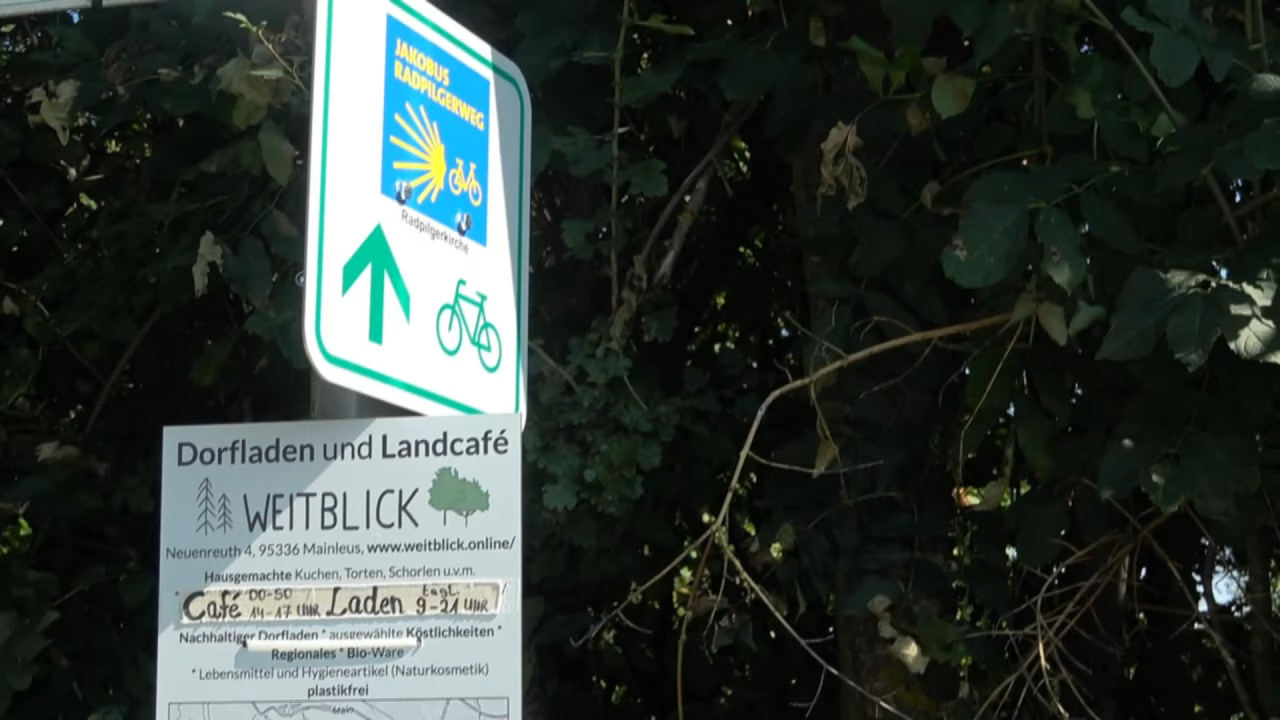 JAKOBUS
RADPILGERWEG
Radpilgerkirche
Dorfladen und Landcafé
WEITBLICK
Neuenreuth 4, 95336 Mainleus, www.weitblick.online/
Hausgemachte Kuchen, Torten, Schorlen u.v.m.
Café DO-SO 14-17 UHR Laden tägl. 9-21 UHR
Nachhaltiger Dorfladen * ausgewählte Köstlichkeiten *
Regionales * Bio-Ware
* Lebensmittel und Hygieneartikel (Naturkosmetik)
plastikfrei
Main